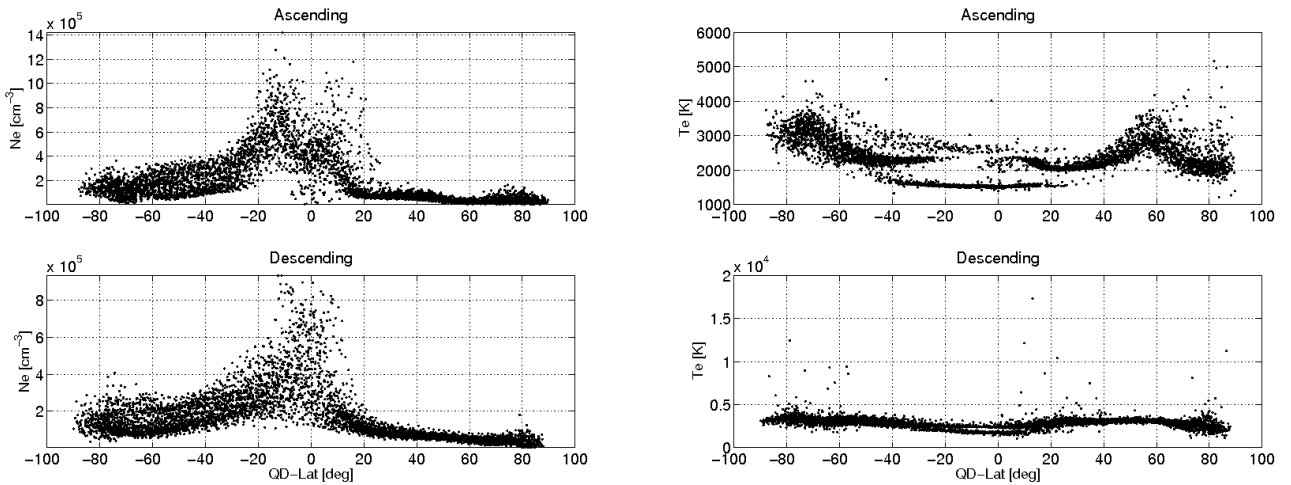 Ascending
x 10^5
Ne [cm^−3]
14
12
10
8
6
4
2
−100 −80 −60 −40 −20 0 20 40 60 80 100
Ascending
Te [K]
6000
5000
4000
3000
2000
1000
−100 −80 −60 −40 −20 0 20 40 60 80 100
Descending
x 10^5
Ne [cm^−3]
8
6
4
2
−100 −80 −60 −40 −20 0 20 40 60 80 100
QD−Lat [deg]
Descending
x 10^4
Te [K]
2
1.5
1
0.5
0
−100 −80 −60 −40 −20 0 20 40 60 80 100
QD−Lat [deg]